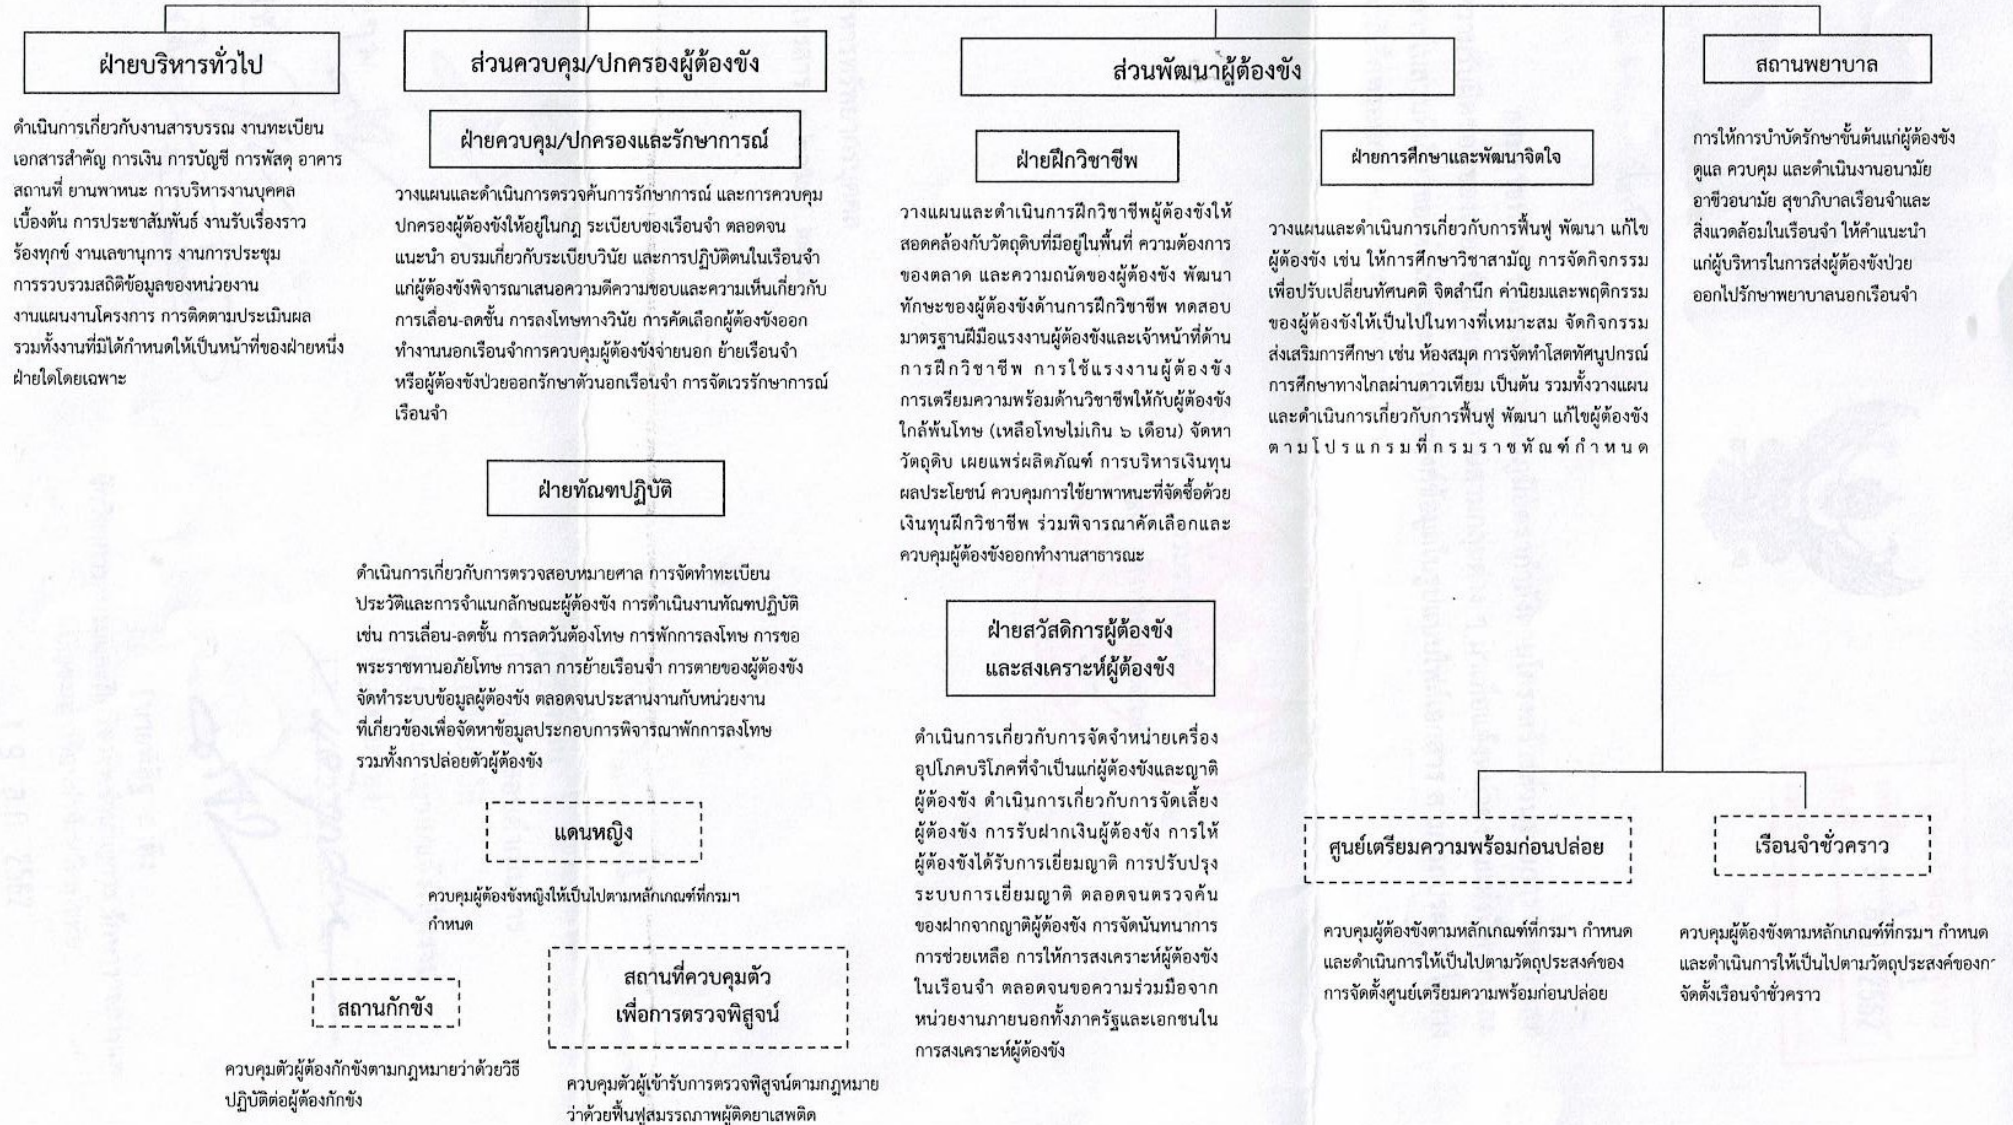 ฝ่ายบริหารทั่วไป
ดำเนินการเกี่ยวกับงานสารบรรณ งานทะเบียน
เอกสารสำคัญ การเงิน การบัญชี การพัสดุ อาคาร
สถานที่ ยานพาหนะ การบริหารงานบุคคล
เบื้องต้น การประชาสัมพันธ์ งานรับเรื่องราว
ร้องทุกข์ งานเลขานุการ งานการประชุม
การรวบรวมสถิติข้อมูลของหน่วยงาน
งานแผนงานโครงการ การติดตามประเมินผล
รวมทั้งงานที่มิได้กำหนดให้เป็นหน้าที่ของฝ่ายหนึ่ง
ฝ่ายใดโดยเฉพาะ
ส่วนควบคุม/ปกครองผู้ต้องขัง
ฝ่ายควบคุม/ปกครองและรักษาการณ์
วางแผนและดำเนินการตรวจค้นการรักษาการณ์ และการควบคุม
ปกครองผู้ต้องขังให้อยู่ในกฎ ระเบียบของเรือนจำ ตลอดจน
แนะนำ อบรมเกี่ยวกับระเบียบวินัย และการปฏิบัติตนในเรือนจำ
แก่ผู้ต้องขังพิจารณาเสนอความดีความชอบและความเห็นเกี่ยวกับ
การเลื่อน-ลดชั้น การลงโทษทางวินัย การคัดเลือกผู้ต้องขังออก
ทำงานนอกเรือนจำการควบคุมผู้ต้องขังจ่ายนอก ย้ายเรือนจำ
หรือผู้ต้องขังป่วยออกรักษาตัวนอกเรือนจำ การจัดเวรรักษาการณ์
เรือนจำ
ฝ่ายทัณฑปฏิบัติ
ดำเนินการเกี่ยวกับการตรวจสอบหมายศาล การจัดทำทะเบียน
ประวัติและการจำแนกลักษณะผู้ต้องขัง การดำเนินงานทัณฑปฏิบัติ
เช่น การเลื่อน-ลดชั้น การลดวันต้องโทษ การพักการลงโทษ การขอ
พระราชทานอภัยโทษ การลา การย้ายเรือนจำ การตายของผู้ต้องขัง
จัดทำระบบข้อมูลผู้ต้องขัง ตลอดจนประสานงานกับหน่วยงาน
ที่เกี่ยวข้องเพื่อจัดหาข้อมูลประกอบการพิจารณาพักการลงโทษ
รวมทั้งการปล่อยตัวผู้ต้องขัง
แดนหญิง
ควบคุมผู้ต้องขังหญิงให้เป็นไปตามหลักเกณฑ์ที่กรมฯ
กำหนด
สถานกักขัง
ควบคุมตัวผู้ต้องกักขังตามกฎหมายว่าด้วยวิธี
ปฏิบัติต่อผู้ต้องกักขัง
สถานที่ควบคุมตัว
เพื่อการตรวจพิสูจน์
ควบคุมตัวผู้เข้ารับการตรวจพิสูจน์ตามกฎหมาย
ว่าด้วยฟื้นฟูสมรรถภาพผู้ติดยาเสพติด
ส่วนพัฒนาผู้ต้องขัง
ฝ่ายฝึกวิชาชีพ
วางแผนและดำเนินการฝึกวิชาชีพผู้ต้องขังให้
สอดคล้องกับวัตถุดิบที่มีอยู่ในพื้นที่ ความต้องการ
ของตลาด และความถนัดของผู้ต้องขัง พัฒนา
ทักษะของผู้ต้องขังด้านการฝึกวิชาชีพ ทดสอบ
มาตรฐานฝีมือแรงงานผู้ต้องขังและเจ้าหน้าที่ด้าน
การฝึกวิชาชีพ การใช้แรงงานผู้ต้องขัง
การเตรียมความพร้อมด้านวิชาชีพให้กับผู้ต้องขัง
ใกล้พ้นโทษ (เหลือโทษไม่เกิน ๖ เดือน) จัดหา
วัตถุดิบ เผยแพร่ผลิตภัณฑ์ การบริหารเงินทุน
ผลประโยชน์ ควบคุมการใช้ยาพาหนะที่จัดซื้อด้วย
เงินทุนฝึกวิชาชีพ ร่วมพิจารณาคัดเลือกและ
ควบคุมผู้ต้องขังออกทำงานสาธารณะ
ฝ่ายสวัสดิการผู้ต้องขัง
และสงเคราะห์ผู้ต้องขัง
ดำเนินการเกี่ยวกับการจัดจำหน่ายเครื่อง
อุปโภคบริโภคที่จำเป็นแก่ผู้ต้องขังและญาติ
ผู้ต้องขัง ดำเนินการเกี่ยวกับการจัดเลี้ยง
ผู้ต้องขัง การรับฝากเงินผู้ต้องขัง การให้
ผู้ต้องขังได้รับการเยี่ยมญาติ การปรับปรุง
ระบบการเยี่ยมญาติ ตลอดจนตรวจค้น
ของฝากจากญาติผู้ต้องขัง การจัดนันทนาการ
การช่วยเหลือ การให้การสงเคราะห์ผู้ต้องขัง
ในเรือนจำ ตลอดจนขอความร่วมมือจาก
หน่วยงานภายนอกทั้งภาครัฐและเอกชนใน
การสงเคราะห์ผู้ต้องขัง
ฝ่ายการศึกษาและพัฒนาจิตใจ
วางแผนและดำเนินการเกี่ยวกับการฟื้นฟู พัฒนา แก้ไข
ผู้ต้องขัง เช่น ให้การศึกษาวิชาสามัญ การจัดกิจกรรม
เพื่อปรับเปลี่ยนทัศนคติ จิตสำนึก ค่านิยมและพฤติกรรม
ของผู้ต้องขังให้เป็นไปในทางที่เหมาะสม จัดกิจกรรม
ส่งเสริมการศึกษา เช่น ห้องสมุด การจัดทำโสตทัศนูปกรณ์
การศึกษาทางไกลผ่านดาวเทียม เป็นต้น รวมทั้งวางแผน
และดำเนินการเกี่ยวกับการฟื้นฟู พัฒนา แก้ไขผู้ต้องขัง
ตามโปรแกรมที่กรมราชทัณฑ์กำหนด
สถานพยาบาล
การให้การบำบัดรักษาขั้นต้นแก่ผู้ต้องขัง
ดูแล ควบคุม และดำเนินงานอนามัย
อาชีวอนามัย สุขาภิบาลเรือนจำและ
สิ่งแวดล้อมในเรือนจำ ให้คำแนะนำ
แก่ผู้บริหารในการส่งผู้ต้องขังป่วย
ออกไปรักษาพยาบาลนอกเรือนจำ
ศูนย์เตรียมความพร้อมก่อนปล่อย
ควบคุมผู้ต้องขังตามหลักเกณฑ์ที่กรมฯ กำหนด
และดำเนินการให้เป็นไปตามวัตถุประสงค์ของ
การจัดตั้งศูนย์เตรียมความพร้อมก่อนปล่อย
เรือนจำชั่วคราว
ควบคุมผู้ต้องขังตามหลักเกณฑ์ที่กรมฯ กำหนด
และดำเนินการให้เป็นไปตามวัตถุประสงค์ของกา
จัดตั้งเรือนจำชั่วคราว